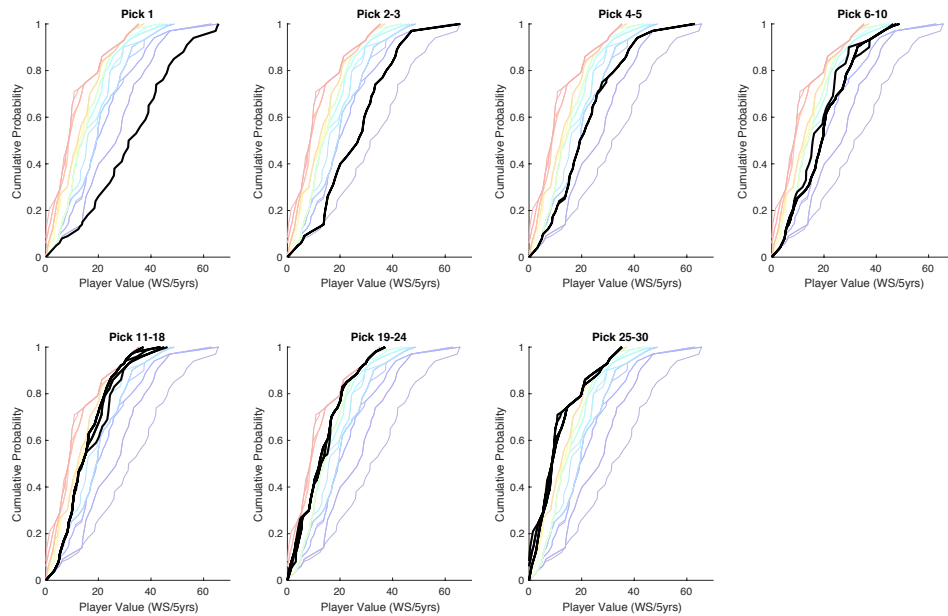 Pick 1
Pick 2-3
Pick 4-5
Pick 6-10
1
0.8
0.6
0.4
0.2
0
Cumulative Probability
0 20 40 60
Player Value (WS/5yrs)
1
0.8
0.6
0.4
0.2
0
Cumulative Probability
0 20 40 60
Player Value (WS/5yrs)
1
0.8
0.6
0.4
0.2
0
Cumulative Probability
0 20 40 60
Player Value (WS/5yrs)
1
0.8
0.6
0.4
0.2
0
Cumulative Probability
0 20 40 60
Player Value (WS/5yrs)
Pick 11-18
Pick 19-24
Pick 25-30
1
0.8
0.6
0.4
0.2
0
Cumulative Probability
0 20 40 60
Player Value (WS/5yrs)
1
0.8
0.6
0.4
0.2
0
Cumulative Probability
0 20 40 60
Player Value (WS/5yrs)
1
0.8
0.6
0.4
0.2
0
Cumulative Probability
0 20 40 60
Player Value (WS/5yrs)